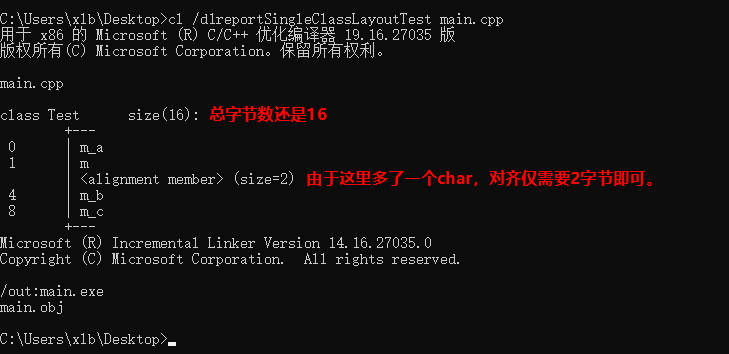 C:\Users\xlb\Desktop>cl /d1reportSingleClassLayoutTest main.cpp
用于 x86 的 Microsoft (R) C/C++ 优化编译器 19.16.27035 版
版权所有(C) Microsoft Corporation。保留所有权利。
main.cpp
class Test size(16): 总字节数还是16
+---
0 | m_a
1 | m
| <alignment member> (size=2) 由于这里多了一个char，对齐仅需要2字节即可。
4 | m_b
8 | m_c
+---
Microsoft (R) Incremental Linker Version 14.16.27035.0
Copyright (C) Microsoft Corporation.  All rights reserved.
/out:main.exe
main.obj
C:\Users\xlb\Desktop>